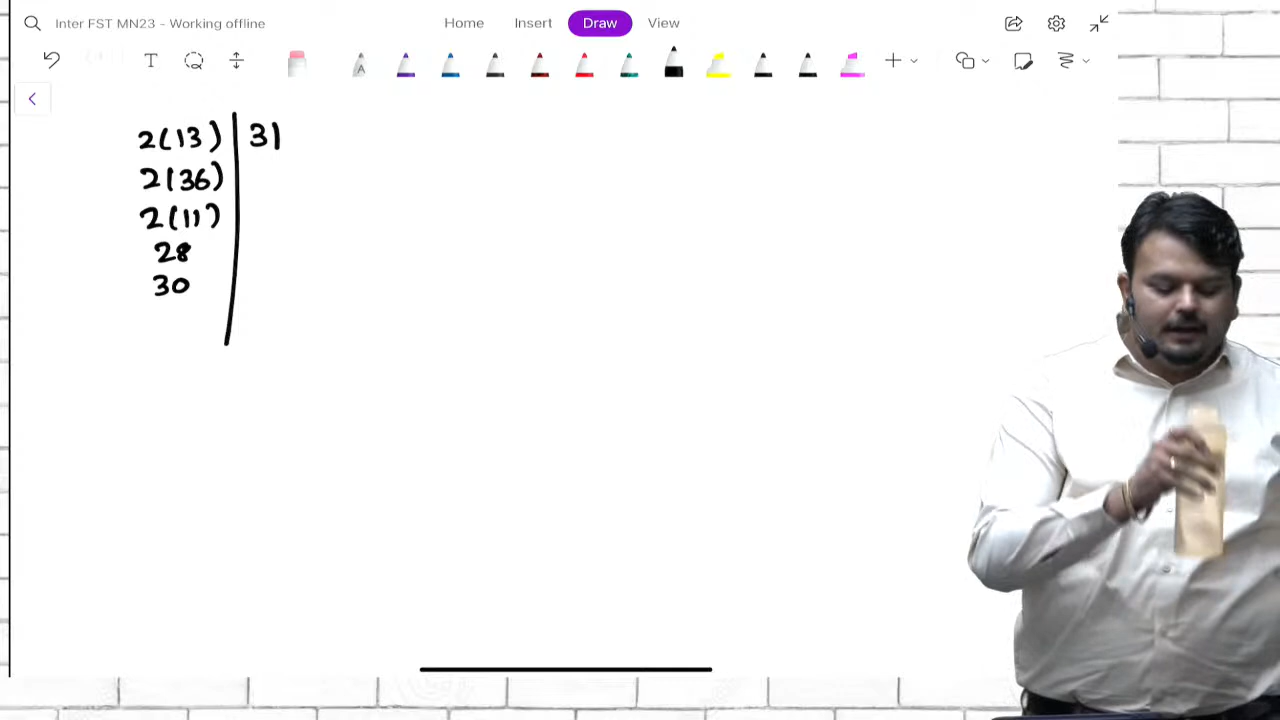 Inter FST MN23 - Working offline
Home Insert Draw View
T A
2(13) 31
2(36)
2(11)
28
30